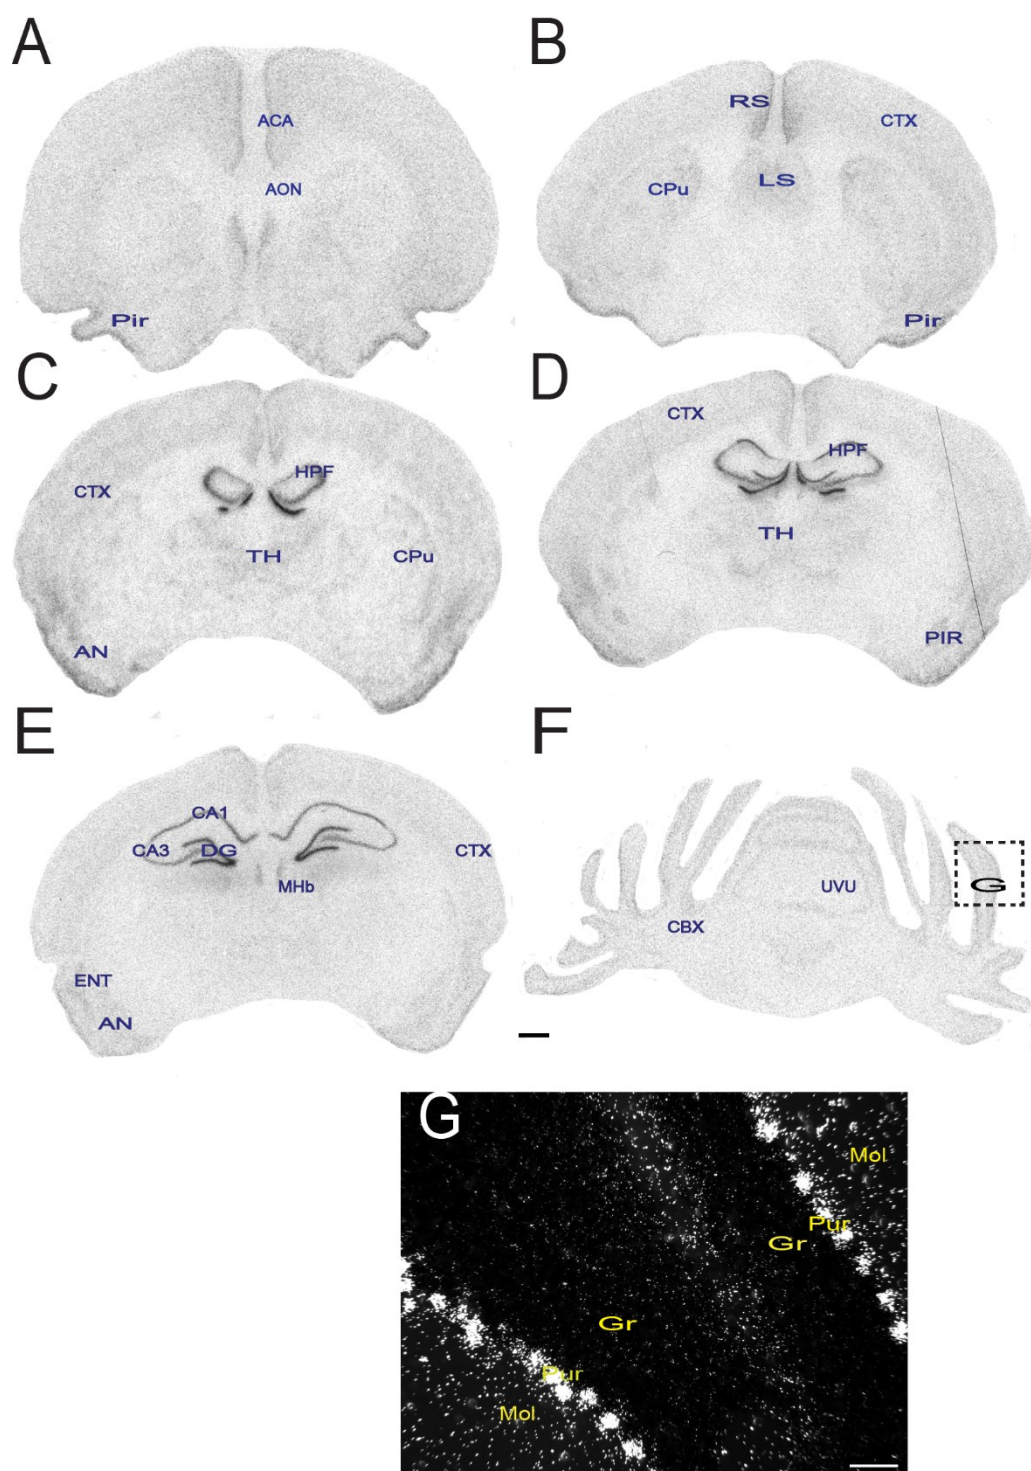 A
ACA
AON
Pir
B
RS
CTX
CPu
LS
Pir
C
HPF
CTX
TH
CPu
AN
D
CTX
HPF
TH
PIR
E
CA1
CA3
DG
CTX
MHb
ENT
AN
F
UVU
G
CBX
G
Mol
Pur
Gr
Gr
Pur
Mol